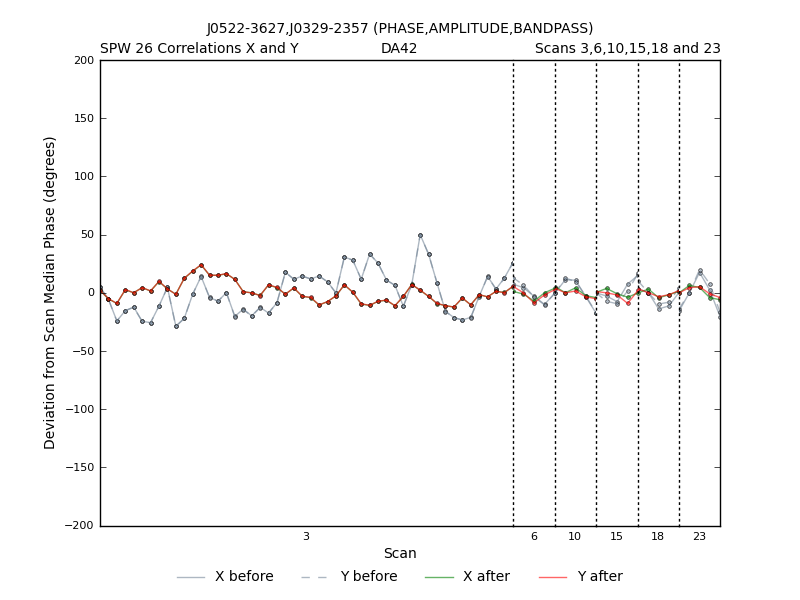 J0522-3627,J0329-2357 (PHASE,AMPLITUDE,BANDPASS)
SPW 26 Correlations X and Y DA42 Scans 3,6,10,15,18 and 23
200
150
100
50
0
−50
−100
−150
−200
Deviation from Scan Median Phase (degrees)
3 6 10 15 18 23
Scan
X before Y before X after Y after